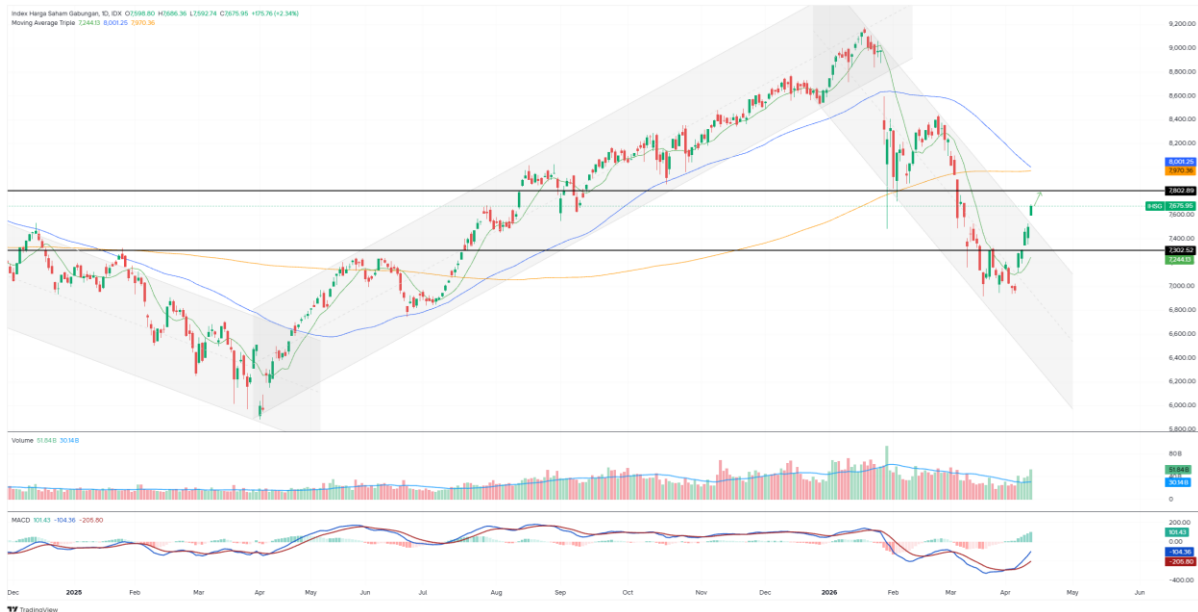 Index Harga Saham Gabungan, 1D, IDX O7,598.80 H7,686.36 L7,592.74 C7,675.95 +175.76 (+2.34%)
Moving Average Triple 7,244.13 8,001.25 7,970.36
9,200.00
9,000.00
8,800.00
8,600.00
8,400.00
8,200.00
8,001.25
7,970.36
7,802.89
IHSG 7,675.95
7,600.00
7,400.00
7,302.52
7,244.13
7,000.00
6,800.00
6,600.00
6,400.00
6,200.00
6,000.00
5,800.00
Volume 51.84B 30.14B
80B
51.84B
30.14B
0
MACD 101.43 -104.36 -205.80
200.00
101.43
0.00
-104.36
-205.80
-400.00
Dec 2025 Feb Mar Apr May Jun Jul Aug Sep Oct Nov Dec 2026 Feb Mar Apr May Jun
TradingView